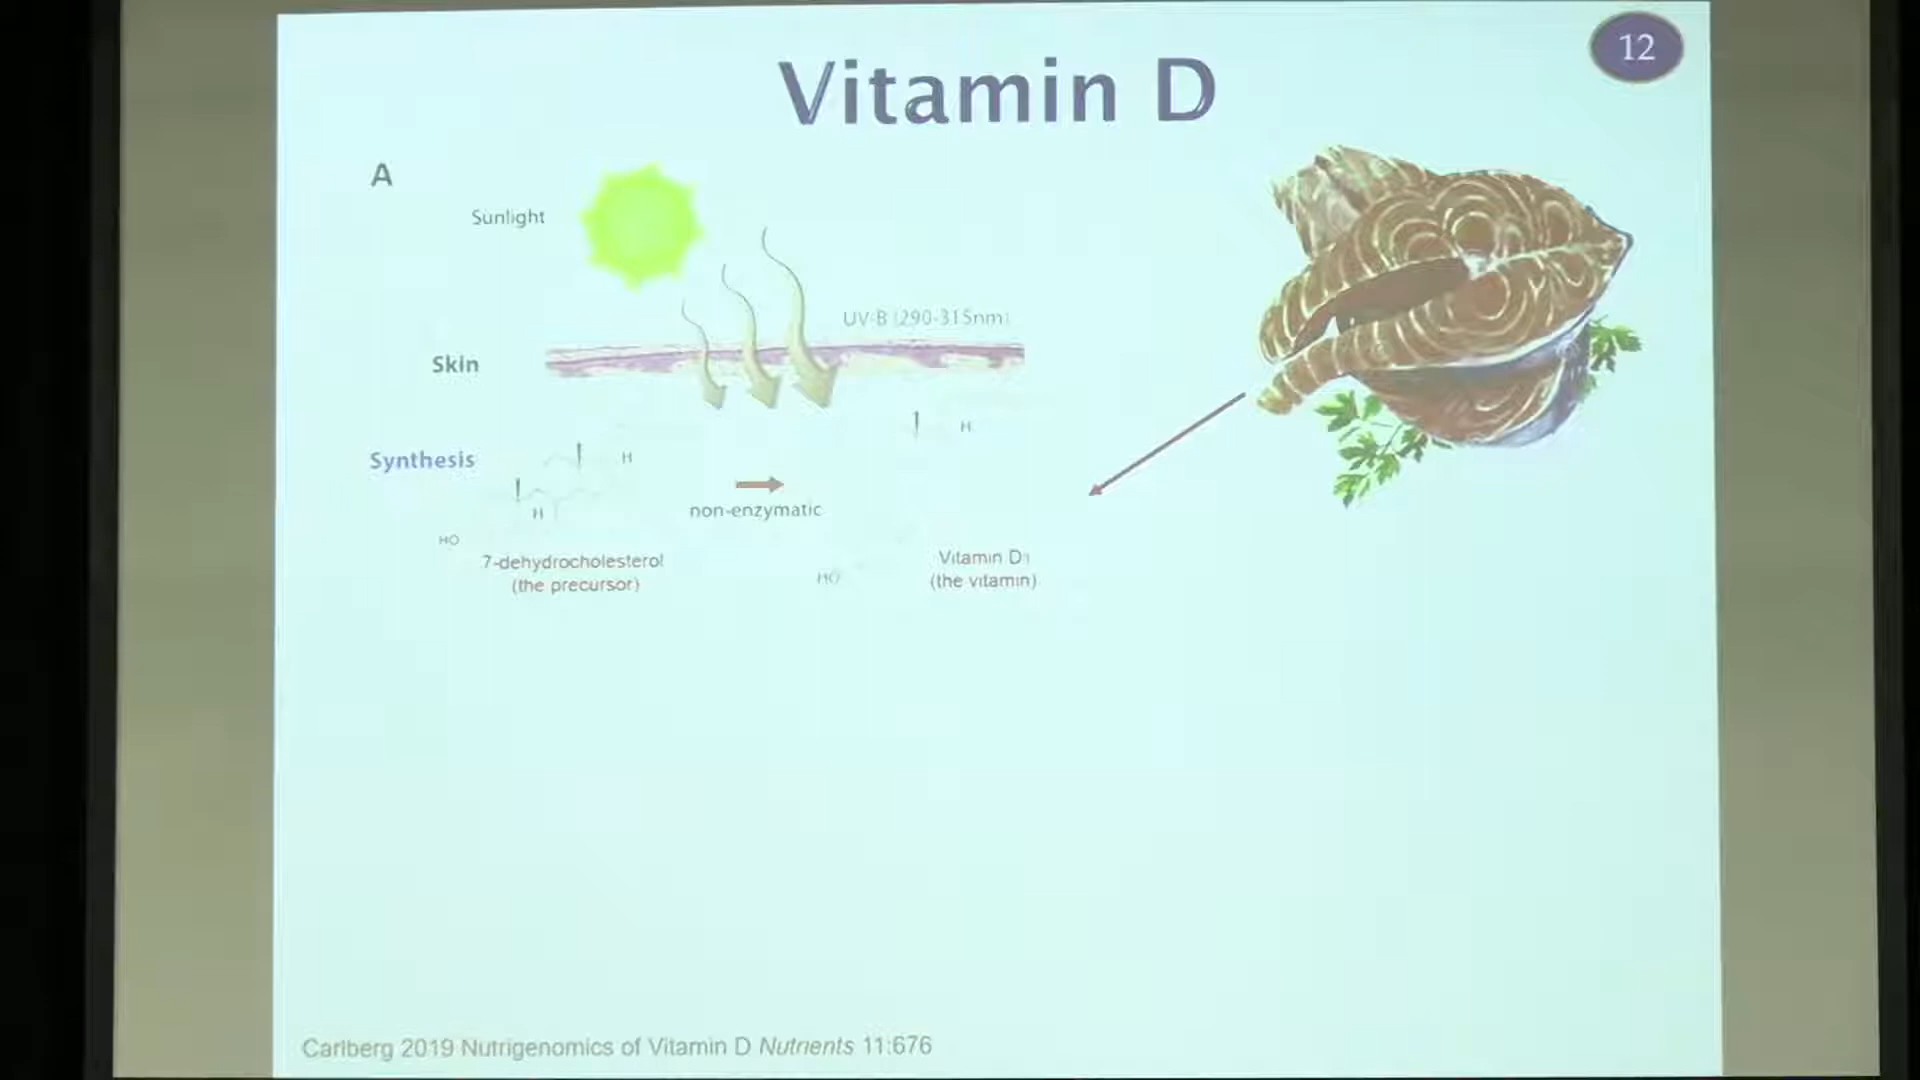 12
Vitamin D
A
Sunlight
UV-B (290-315nm)
Skin
H
Synthesis
H
non-enzymatic
H
HO
7-dehydrocholesterol
(the precursor)
HO
Vitamin D3
(the vitamin)
Carlberg 2019 Nutrigenomics of Vitamin D Nutrients 11:676